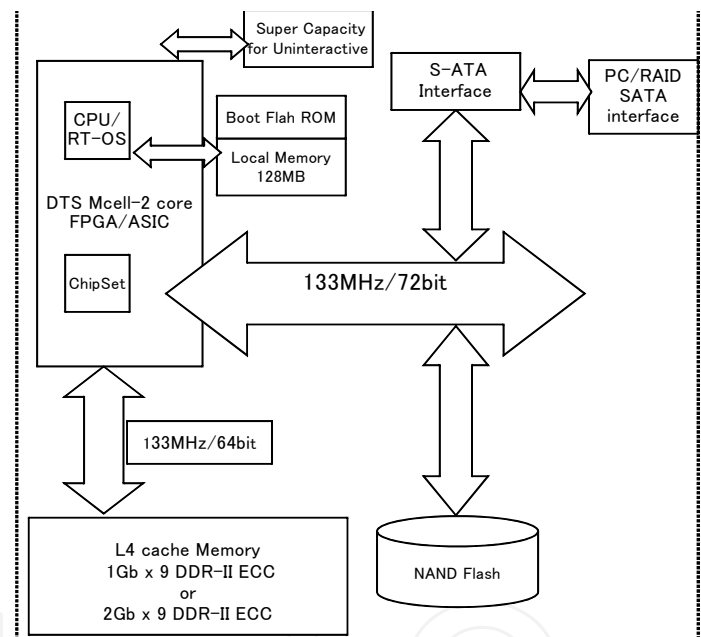 Super Capacity
for Uninteractive
S-ATA
Interface
PC/RAID
SATA
interface
CPU/
RT-OS
Boot Flah ROM
Local Memory
128MB
DTS Mcell-2 core
FPGA/ASIC
ChipSet
133MHz/72bit
133MHz/64bit
L4 cache Memory
1Gb x 9 DDR-II ECC
or
2Gb x 9 DDR-II ECC
NAND Flash